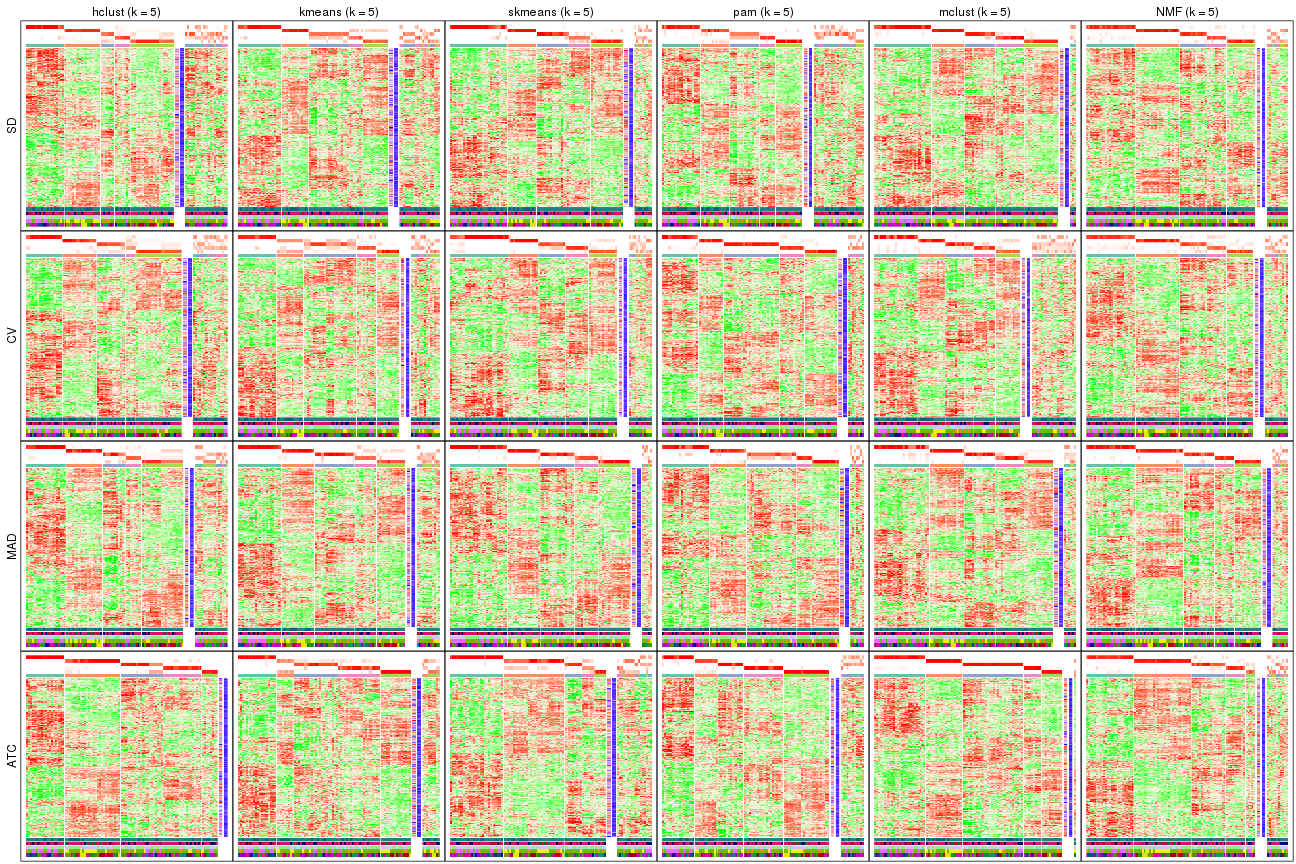 hclust (k = 5) kmeans (k = 5) skmeans (k = 5) pam (k = 5) mclust (k = 5) NMF (k = 5)
SD
CV
MAD
ATC